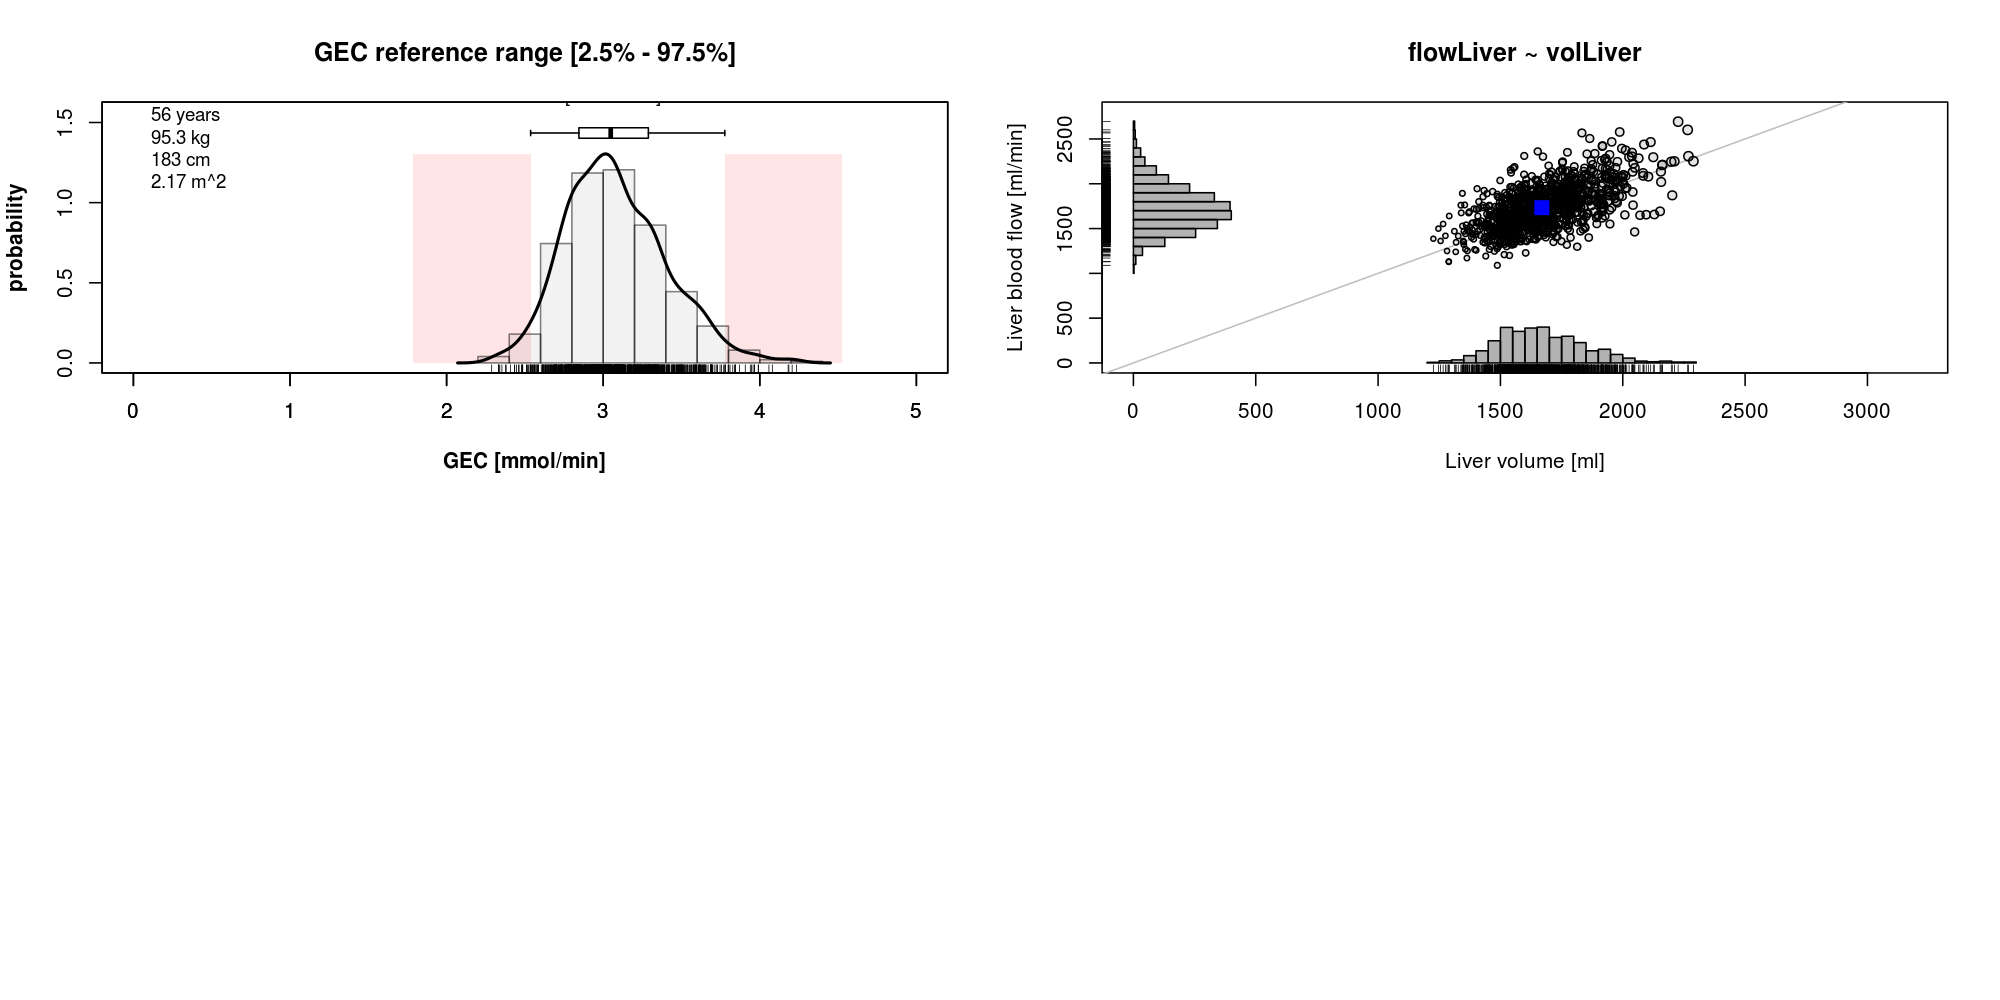 GEC reference range [2.5% - 97.5%]
56 years
95.3 kg
183 cm
2.17 m^2
probability
0.0
0.5
1.0
1.5
0
1
2
3
4
5
GEC [mmol/min]
flowLiver ~ volLiver
Liver blood flow [ml/min]
0
500
1500
2500
0
500
1000
1500
2000
2500
3000
Liver volume [ml]